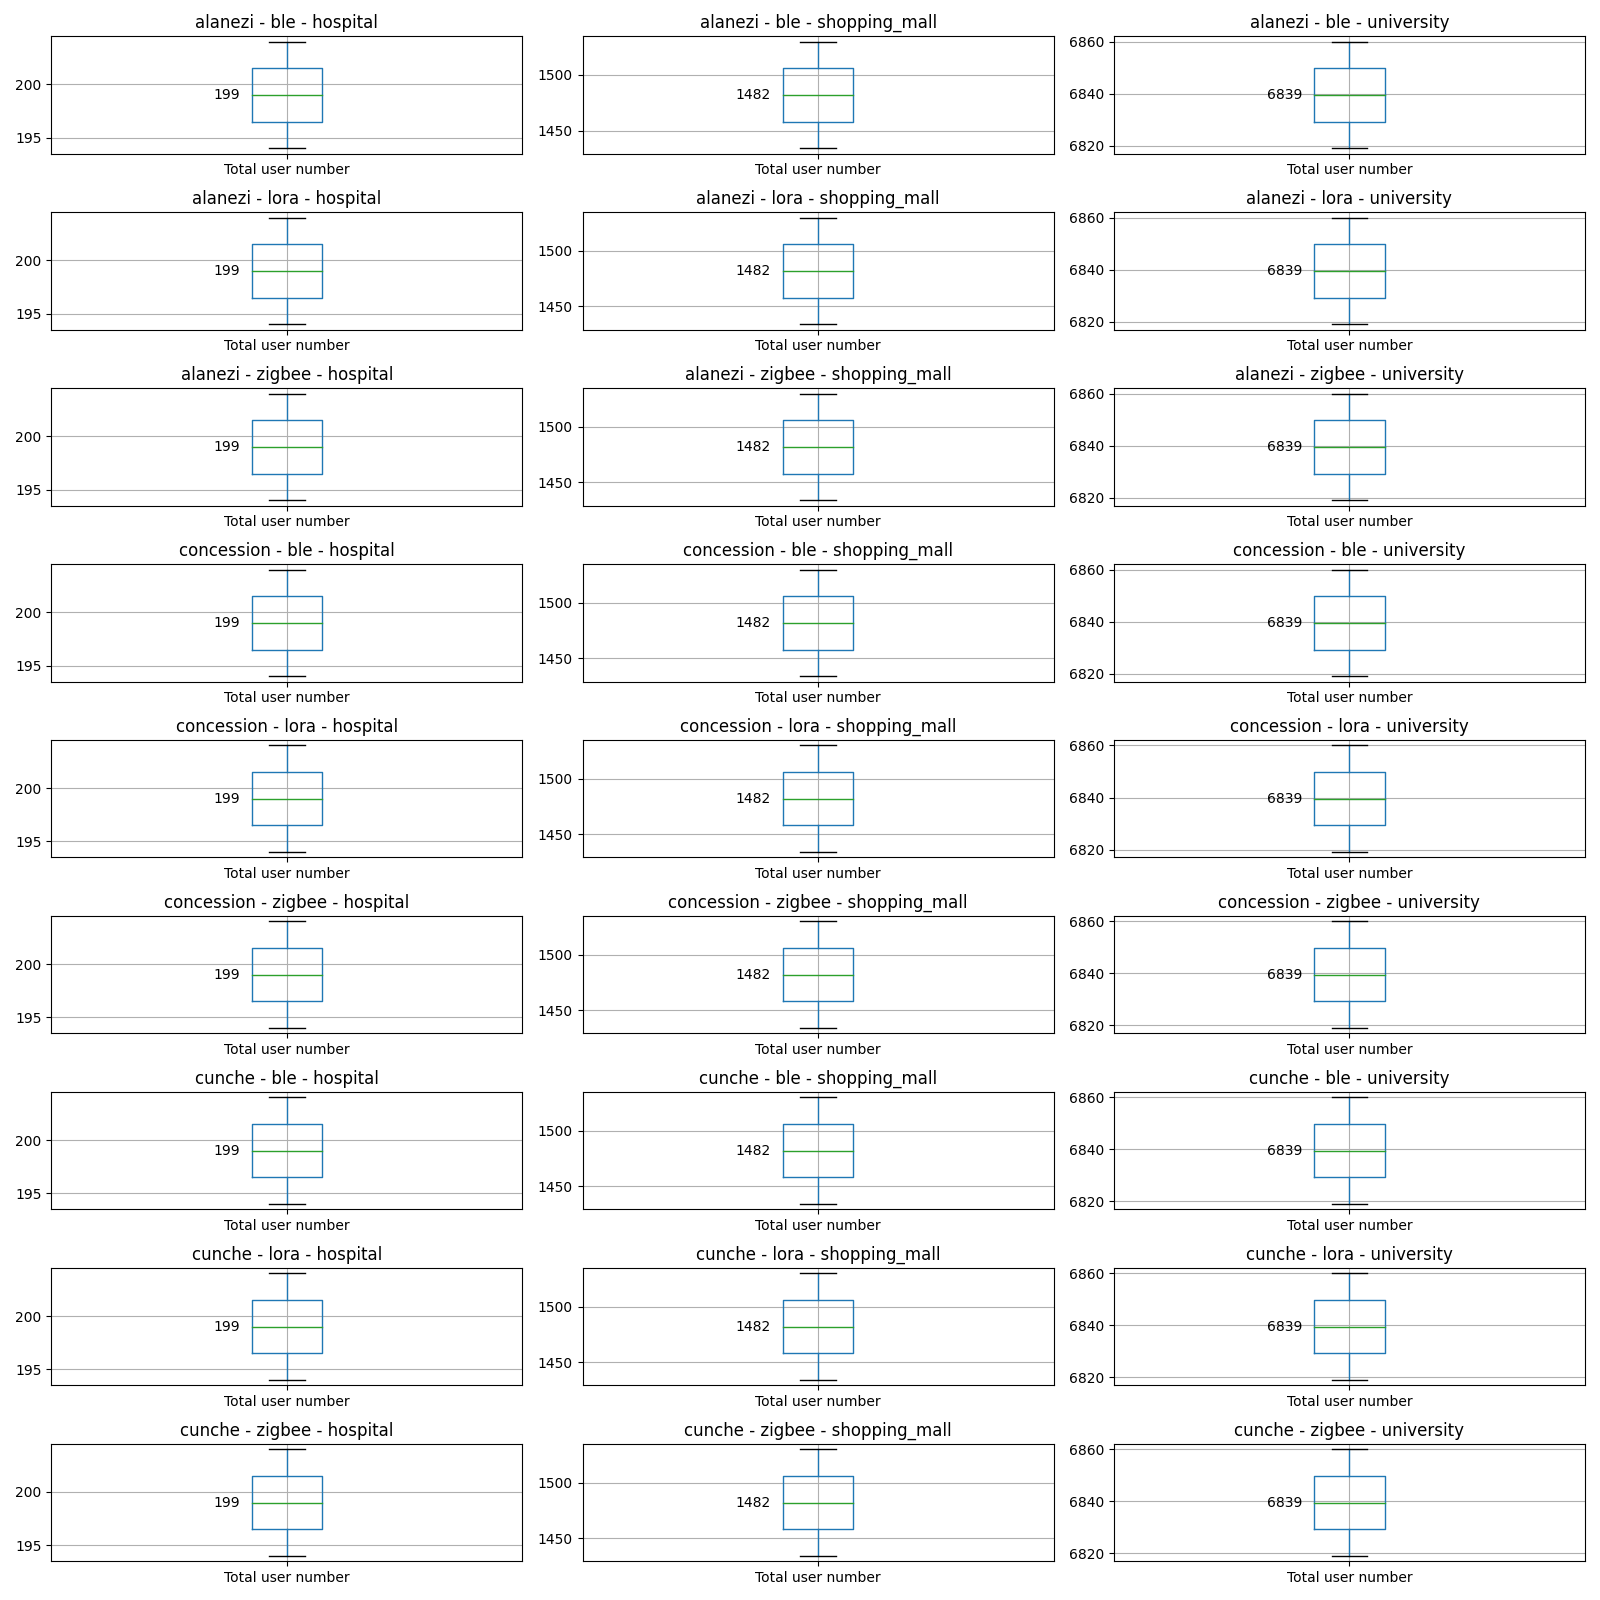 alanezi - ble - hospital
200
199
195
Total user number
alanezi - ble - shopping_mall
1500
1482
1450
Total user number
alanezi - ble - university
6860
6840
6839
6820
Total user number
alanezi - lora - hospital
200
199
195
Total user number
alanezi - lora - shopping_mall
1500
1482
1450
Total user number
alanezi - lora - university
6860
6840
6839
6820
Total user number
alanezi - zigbee - hospital
200
199
195
Total user number
alanezi - zigbee - shopping_mall
1500
1482
1450
Total user number
alanezi - zigbee - university
6860
6840
6839
6820
Total user number
concession - ble - hospital
200
199
195
Total user number
concession - ble - shopping_mall
1500
1482
1450
Total user number
concession - ble - university
6860
6840
6839
6820
Total user number
concession - lora - hospital
200
199
195
Total user number
concession - lora - shopping_mall
1500
1482
1450
Total user number
concession - lora - university
6860
6840
6839
6820
Total user number
concession - zigbee - hospital
200
199
195
Total user number
concession - zigbee - shopping_mall
1500
1482
1450
Total user number
concession - zigbee - university
6860
6840
6839
6820
Total user number
cunche - ble - hospital
200
199
195
Total user number
cunche - ble - shopping_mall
1500
1482
1450
Total user number
cunche - ble - university
6860
6840
6839
6820
Total user number
cunche - lora - hospital
200
199
195
Total user number
cunche - lora - shopping_mall
1500
1482
1450
Total user number
cunche - lora - university
6860
6840
6839
6820
Total user number
cunche - zigbee - hospital
200
199
195
Total user number
cunche - zigbee - shopping_mall
1500
1482
1450
Total user number
cunche - zigbee - university
6860
6840
6839
6820
Total user number